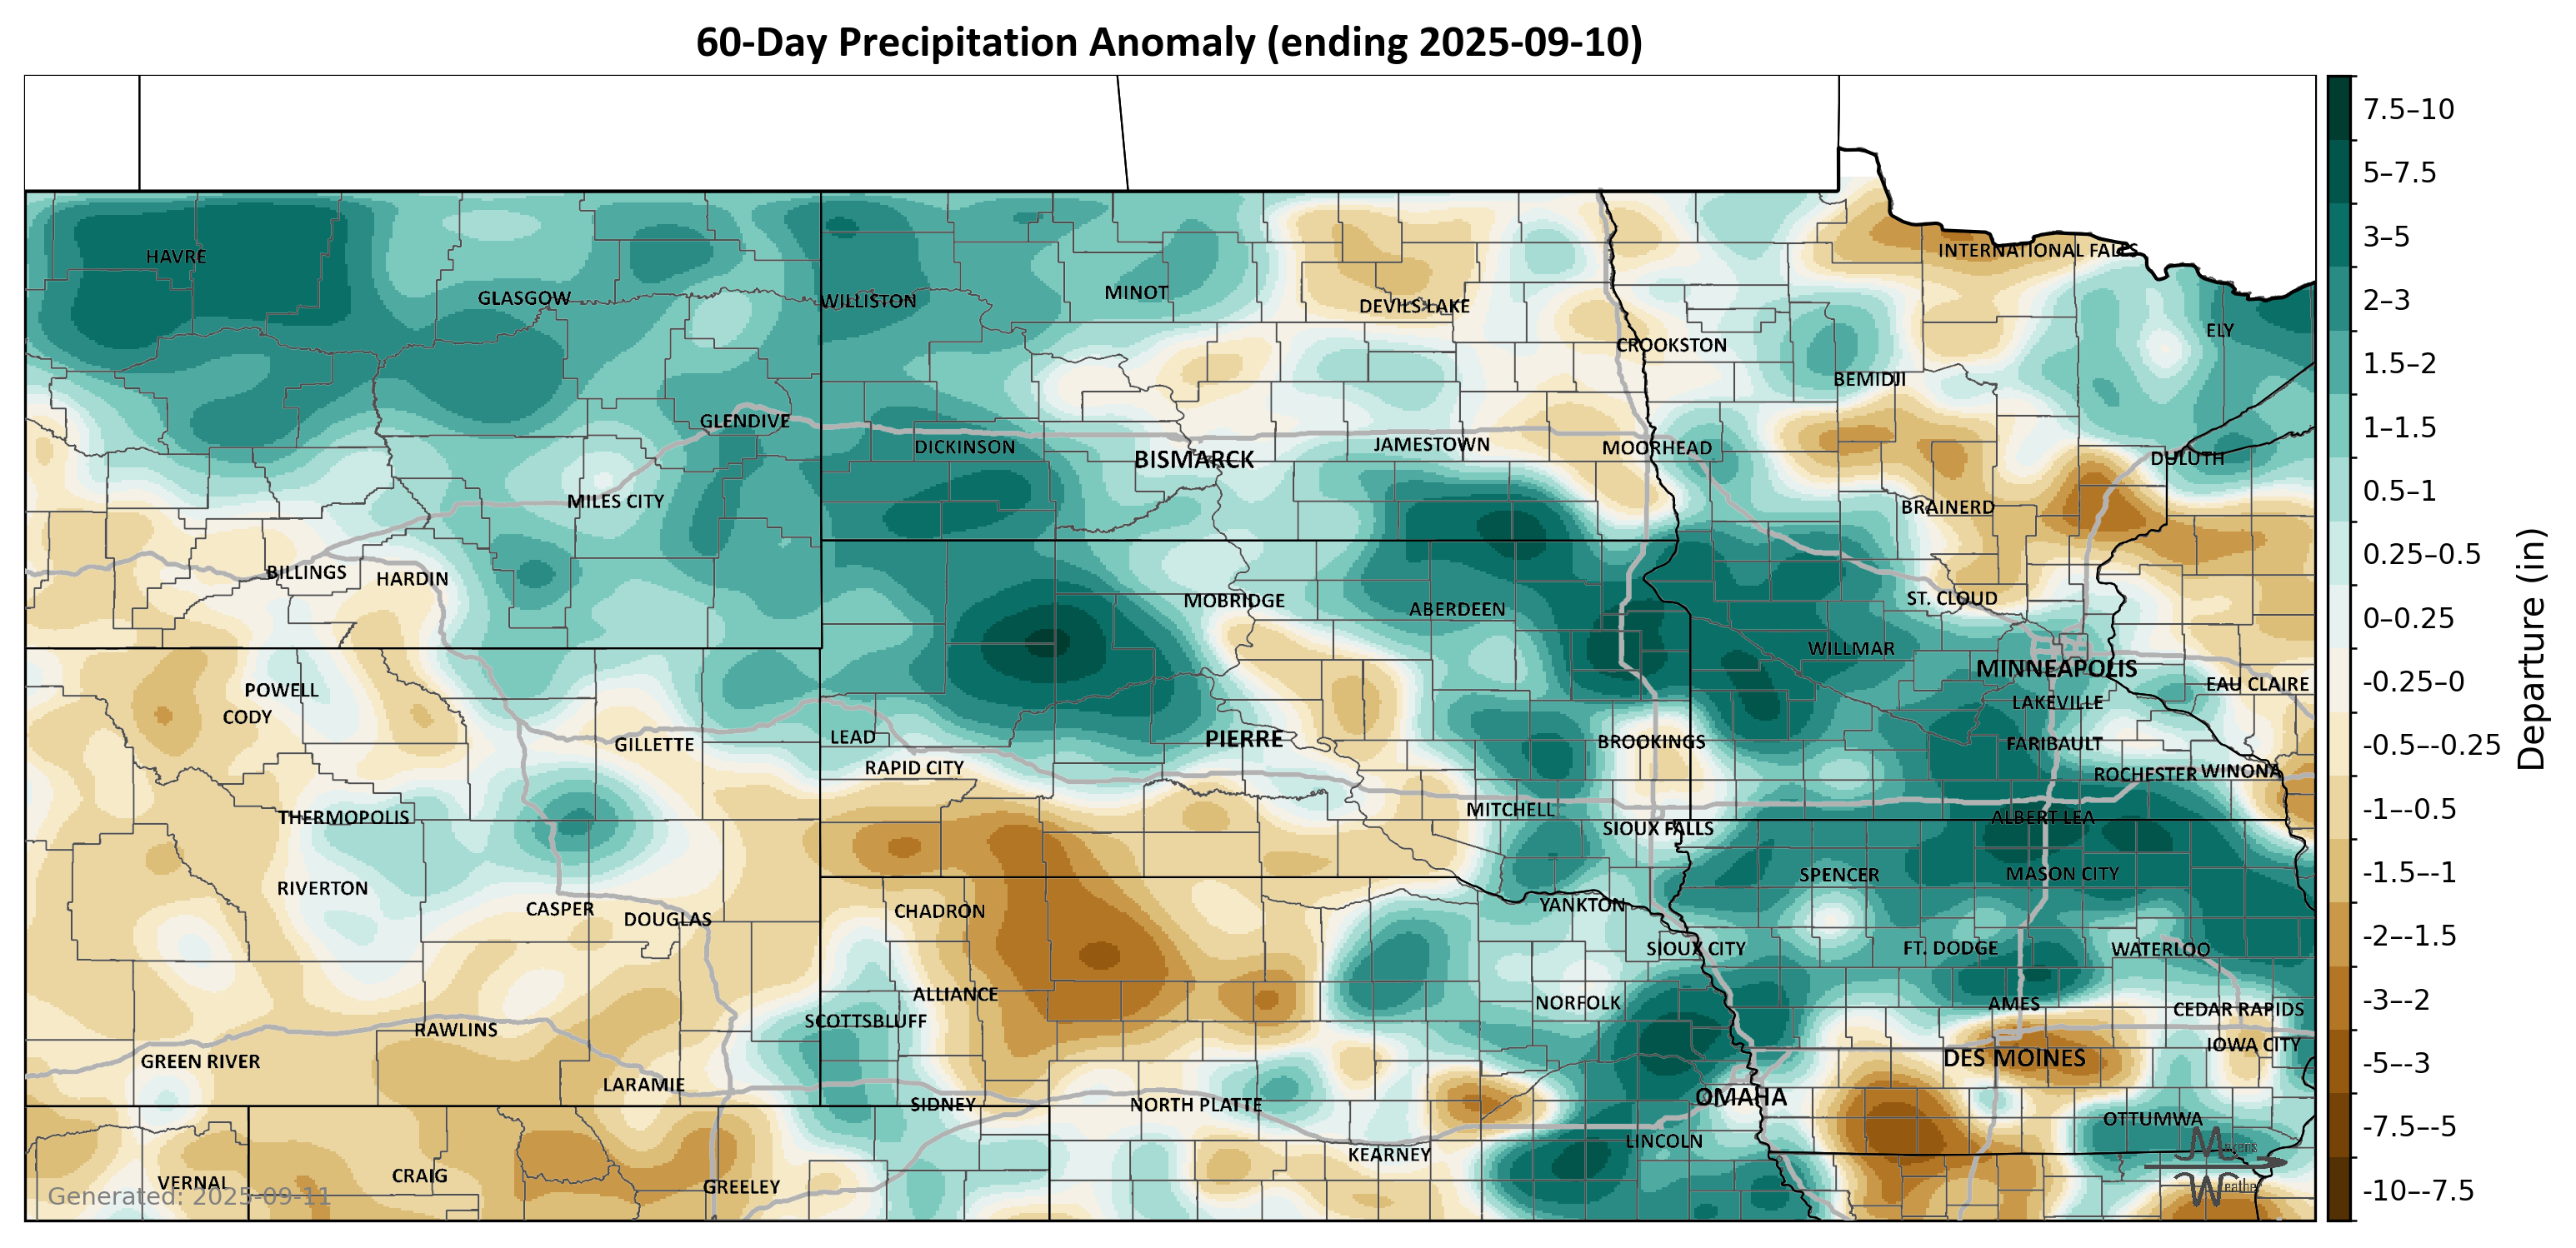 60-Day Precipitation Anomaly (ending 2025-09-10)
7.5–10
5–7.5
3–5
2–3
1.5–2
1–1.5
0.5–1
0.25–0.5
0–0.25
-0.25–0
-0.5–-0.25
-1–-0.5
-1.5–-1
-2–-1.5
-3–-2
-5–-3
-7.5–-5
-10–-7.5
Departure (in)
INTERNATIONAL FALLS
HAVRE
GLASGOW
WILLISTON
MINOT
DEVILS LAKE
ELY
CROOKSTON
BEMIDJI
GLENDIVE
DICKINSON
BISMARCK
JAMESTOWN
MOORHEAD
DULUTH
MILES CITY
BRAINERD
BILLINGS
HARDIN
MOBRIDGE
ABERDEEN
ST. CLOUD
WILLMAR
MINNEAPOLIS
POWELL
CODY
EAU CLAIRE
LAKEVILLE
GILLETTE
LEAD
PIERRE
BROOKINGS
FARIBAULT
RAPID CITY
ROCHESTER
WINONA
THERMOPOLIS
MITCHELL
ALBERT LEA
SIOUX FALLS
RIVERTON
SPENCER
MASON CITY
CASPER
DOUGLAS
CHADRON
YANKTON
SIOUX CITY
FT. DODGE
WATERLOO
ALLIANCE
NORFOLK
AMES
CEDAR RAPIDS
SCOTTSBLUFF
RAWLINS
GREEN RIVER
DES MOINES
IOWA CITY
LARAMIE
SIDNEY
NORTH PLATTE
OMAHA
OTTUMWA
LINCOLN
KEARNEY
VERNAL
CRAIG
GREELEY
Generated: 2025-09-11
Mavens
Weather